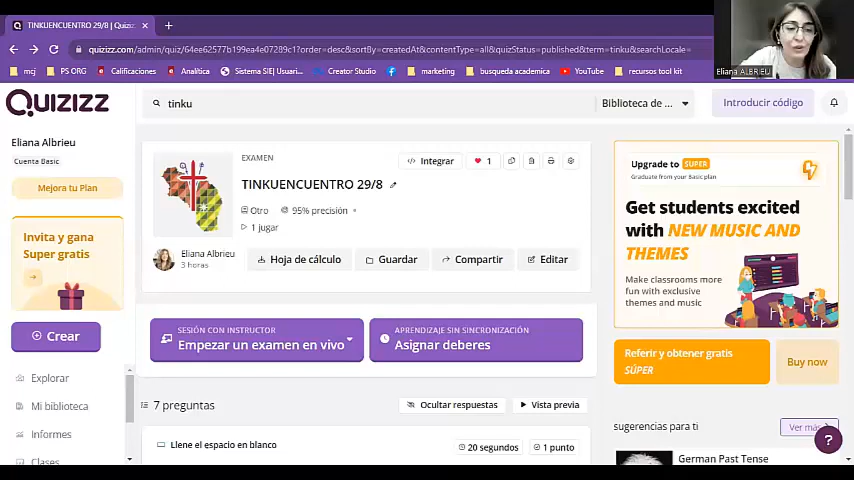 TINKUENCUENTRO 29/8 | Quiz
quizizz.com/admin/quiz/64ee62577b199ea4e07289c1?order=desc&sortBy=createdAt&contentType=all&quizStatus=published&term=tinku&searchLocale=
mcj
PS ORG
Calificaciones
Analítica
Sistema SIEJ Usuari...
Creator Studio
marketing
busqueda academica
YouTube
recursos tool kit
Eliana ALBRIEU
QUIZIZZ
tinku
Biblioteca de ...
Introducir código
Eliana Albrieu
Cuenta Basic
Mejora tu Plan
Invita y gana
Super gratis
Crear
Explorar
Mi biblioteca
Informes
Clases
EXAMEN
Integrar
1
TINKUENCUENTRO 29/8
Otro
95% precisión
1 jugar
Eliana Albrieu
3 horas
Hoja de cálculo
Guardar
Compartir
Editar
SESIÓN CON INSTRUCTOR
Empezar un examen en vivo
APRENDIZAJE SIN SINCRONIZACIÓN
Asignar deberes
7 preguntas
Ocultar respuestas
Vista previa
Llene el espacio en blanco
20 segundos
1 punto
Upgrade to SUPER
Graduate from your Basic plan
Get students excited
with NEW MUSIC AND
THEMES
Make classrooms more
fun with exclusive
themes and music
Referir y obtener gratis
SÚPER
Buy now
sugerencias para ti
Ver más
German Past Tense
?